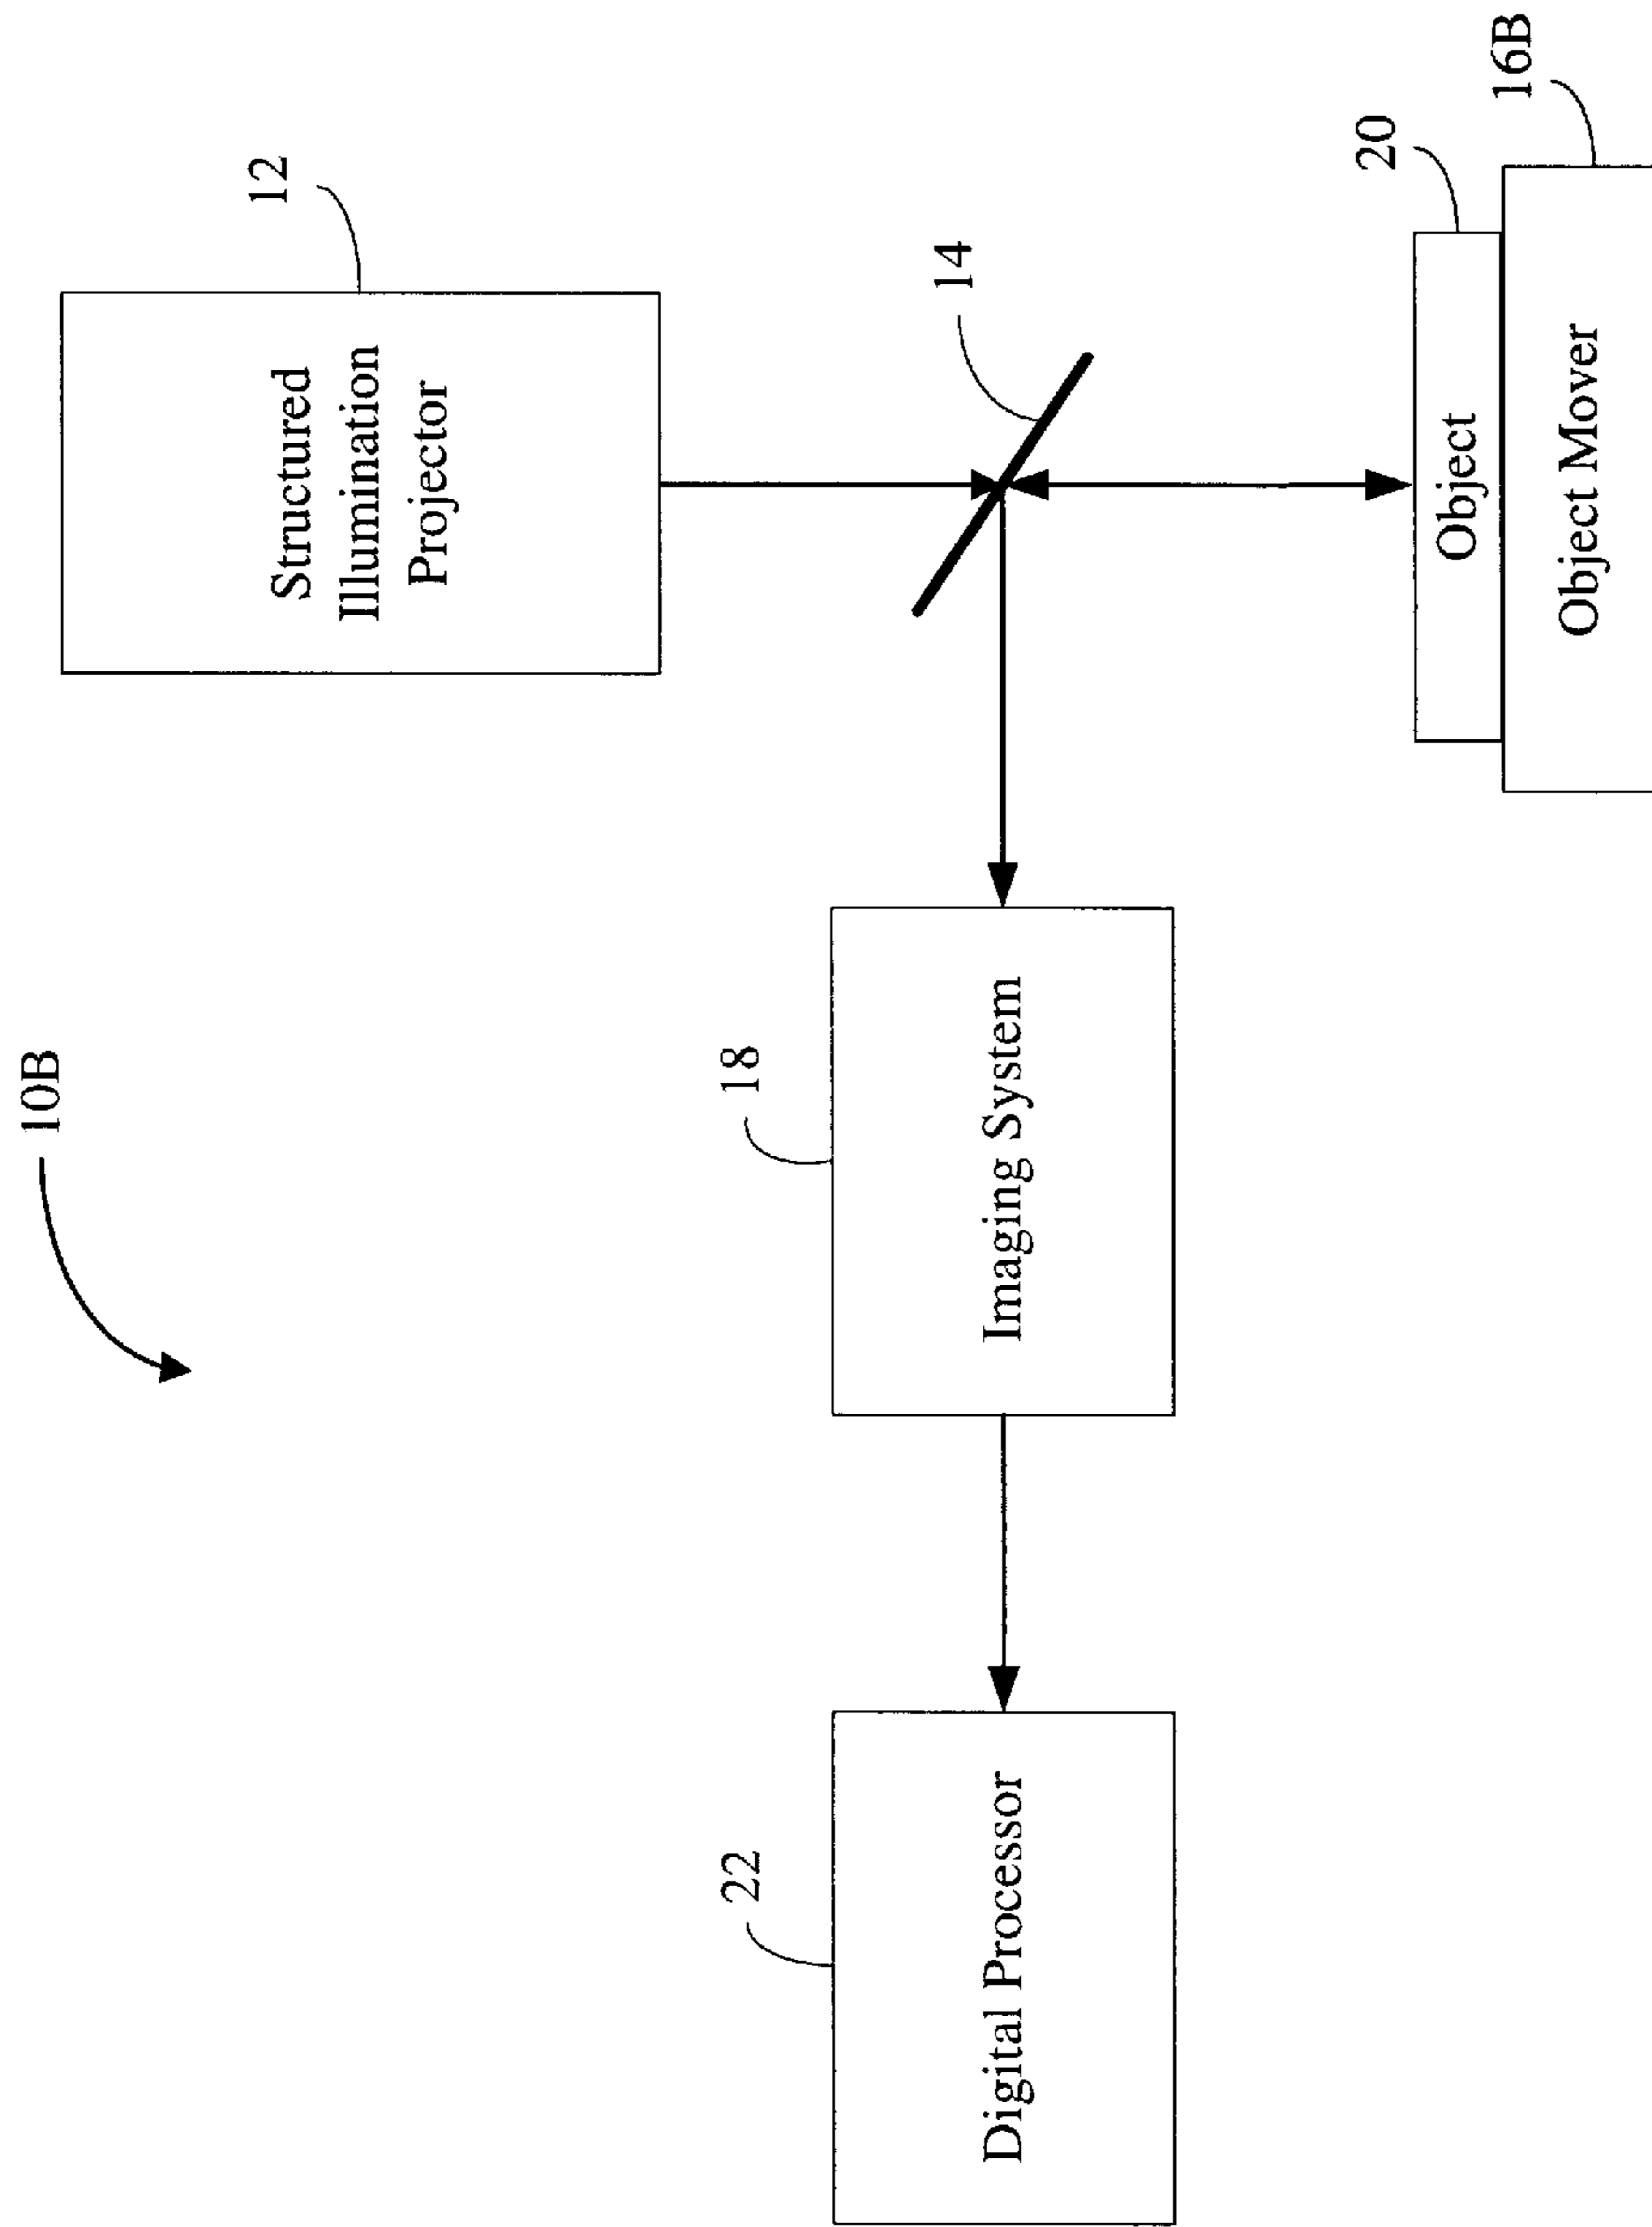 10B
22
Digital Processor
18
Imaging System
12
Structured
Illumination
Projector
14
20
Object
16B
Object Mover